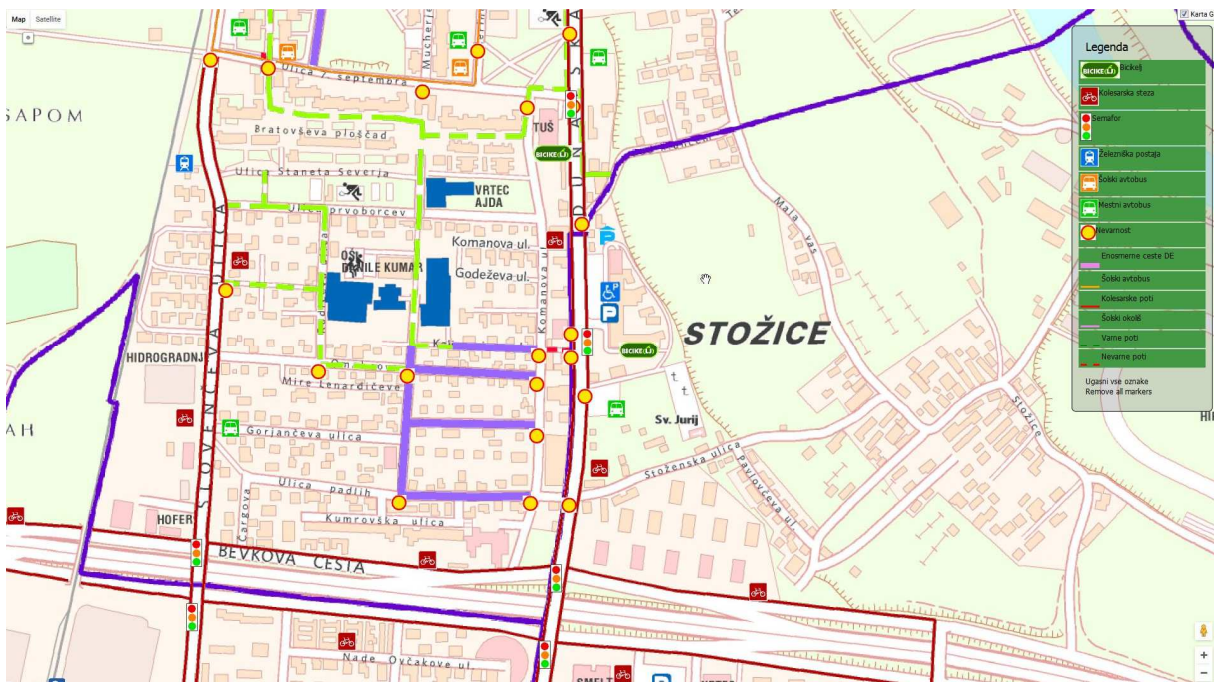 Map Satellite
Karta G
Legenda
BICIKE(LJ) Bicikelj
Kolesarska steza
Semafor
Železniška postaja
Šolski avtobus
Mestni avtobus
Nevarnost
Enosmerne ceste DE
Šolski avtobus
Kolesarske poti
Šolski okoliš
Varne poti
Nevarne poti
Ugasni vse oznake
Remove all markers
Ulica 7. septembra
SAPOM
Bratovševa ploščad
TUŠ
BICIKE(LJ)
DUNAJSKA
Ulica Staneta Severja
VRTEC
AJDA
Ulica prvoborcev
Mala vas
Komanova ul.
OŠ
DANILE KUMAR
Godeževa ul.
Komanova ul.
P
P
P
STOŽICE
BICIKE(LJ)
HIDROGRADNJ
Mire Lenardičeve
SLOVENČEVA ULICA
Gorjančeva ulica
Sv. Jurij
Stožice
AH
HI
Stoženska ulica
Pavlovčeva ul.
Ulica padlih
Cargova
HOFER
Kumrovška ulica
BEVKOVA CESTA
Nade Ovčakove ul.
SMELT
P
+
−